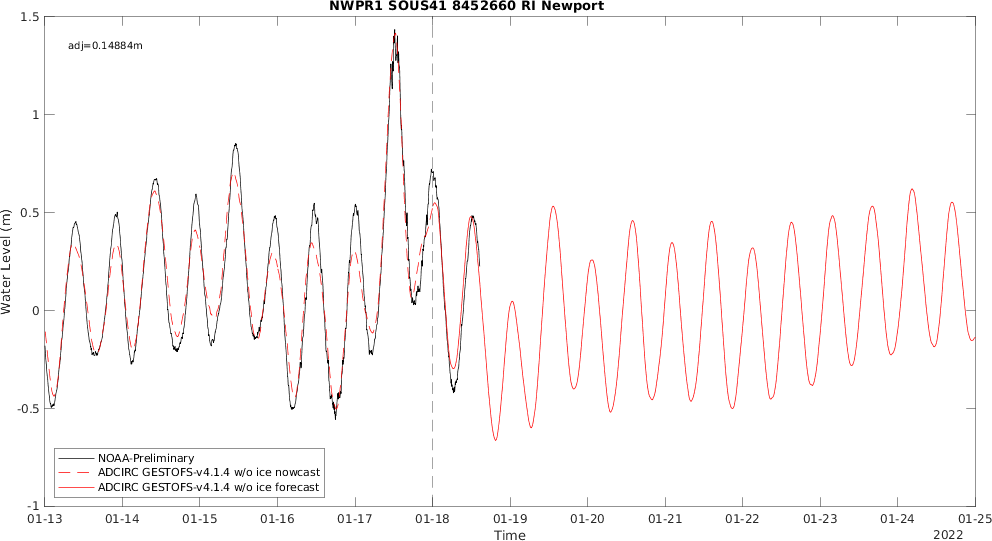 NWPR1 SOUS41 8452660 RI Newport
1.5
adj=0.14884m
1
0.5
Water Level (m)
0
-0.5
NOAA-Preliminary
ADCIRC GESTOFS-v4.1.4 w/o ice nowcast
ADCIRC GESTOFS-v4.1.4 w/o ice forecast
-1
01-13 01-14 01-15 01-16 01-17 01-18 01-19 01-20 01-21 01-22 01-23 01-24 01-25
Time 2022